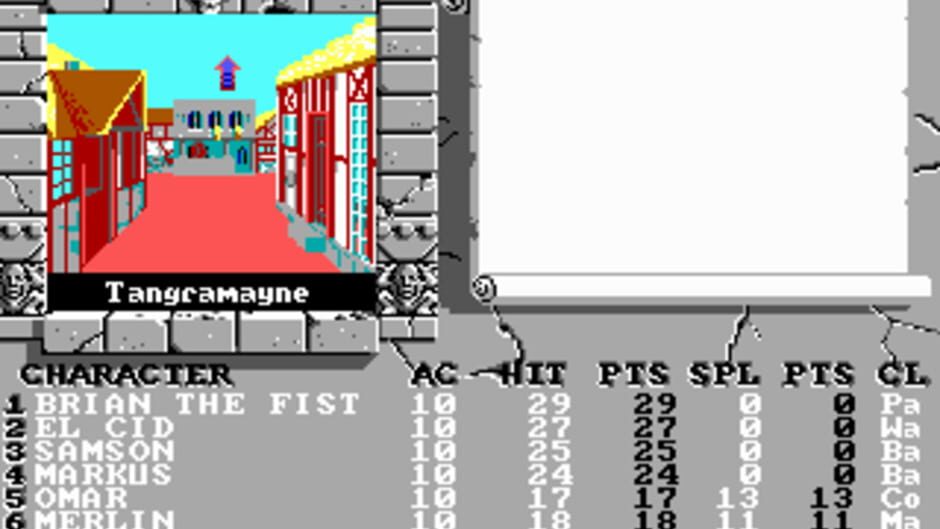 Tangramayne
CHARACTER AC HIT PTS SPL PTS CL
1 BRIAN THE FIST 10 29 29 0 0 Pa
2 EL CID 10 27 27 0 0 Wa
3 SAMSON 10 25 25 0 0 Ba
4 MARKUS 10 24 24 0 0 Ba
5 OMAR 10 17 17 13 13 Co
6 MERLIN 10 18 18 11 11 Ma